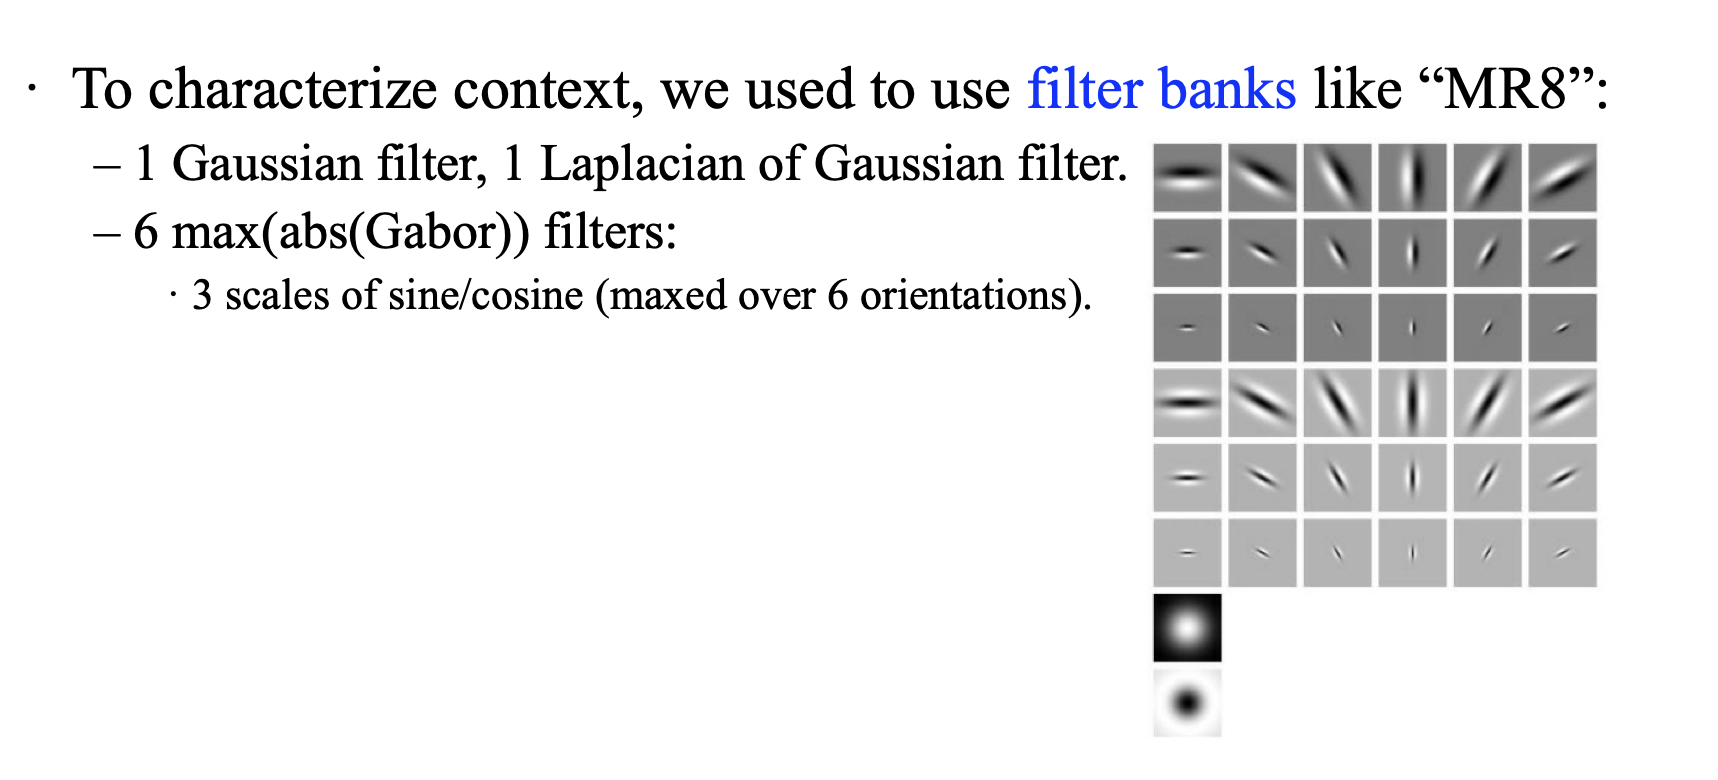 · To characterize context, we used to use filter banks like “MR8”:
– 1 Gaussian filter, 1 Laplacian of Gaussian filter.
– 6 max(abs(Gabor)) filters:
· 3 scales of sine/cosine (maxed over 6 orientations).